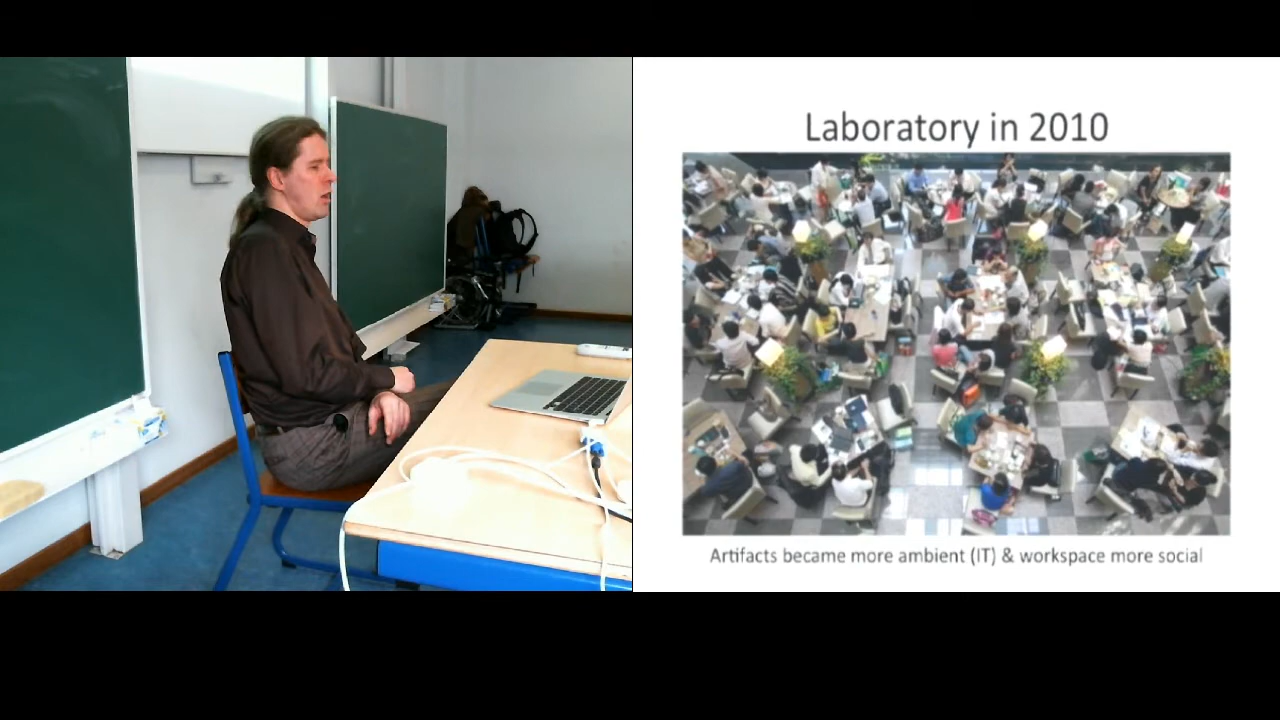 Laboratory in 2010
Artifacts became more ambient (IT) & workspace more social